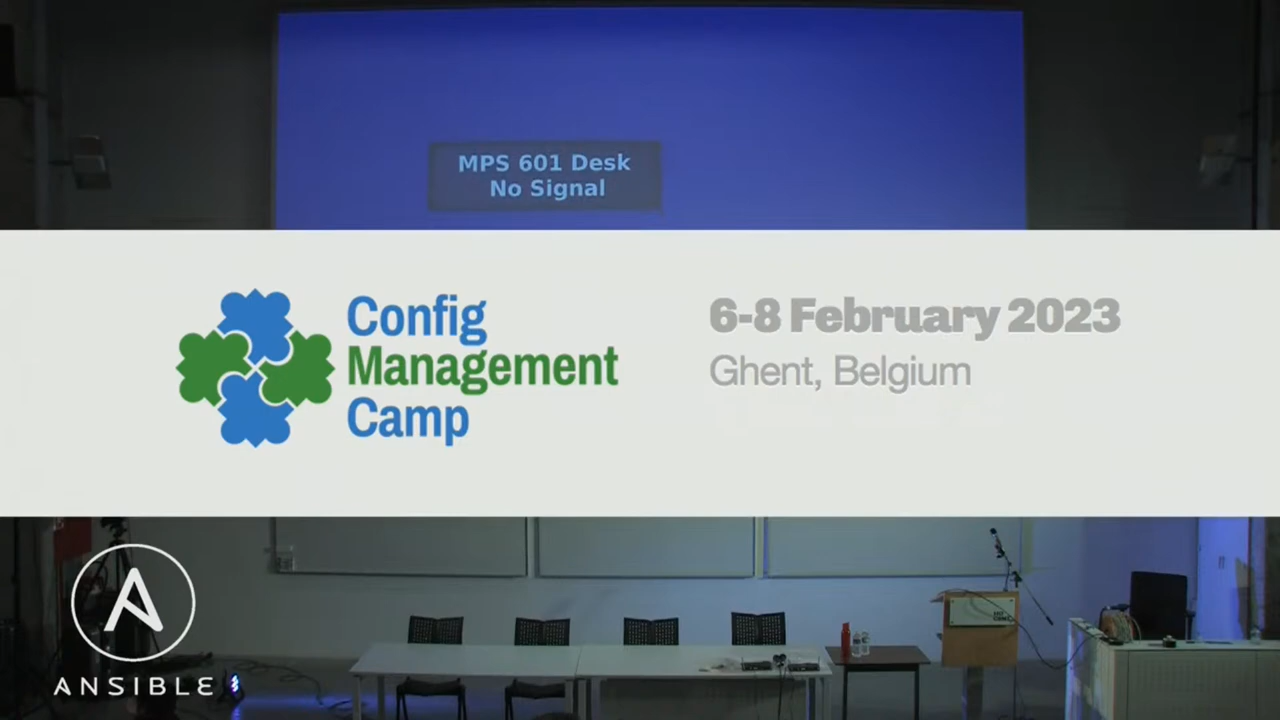 MPS 601 Desk
No Signal
Config
Management
Camp
6-8 February 2023
Ghent, Belgium
ANSIBLE